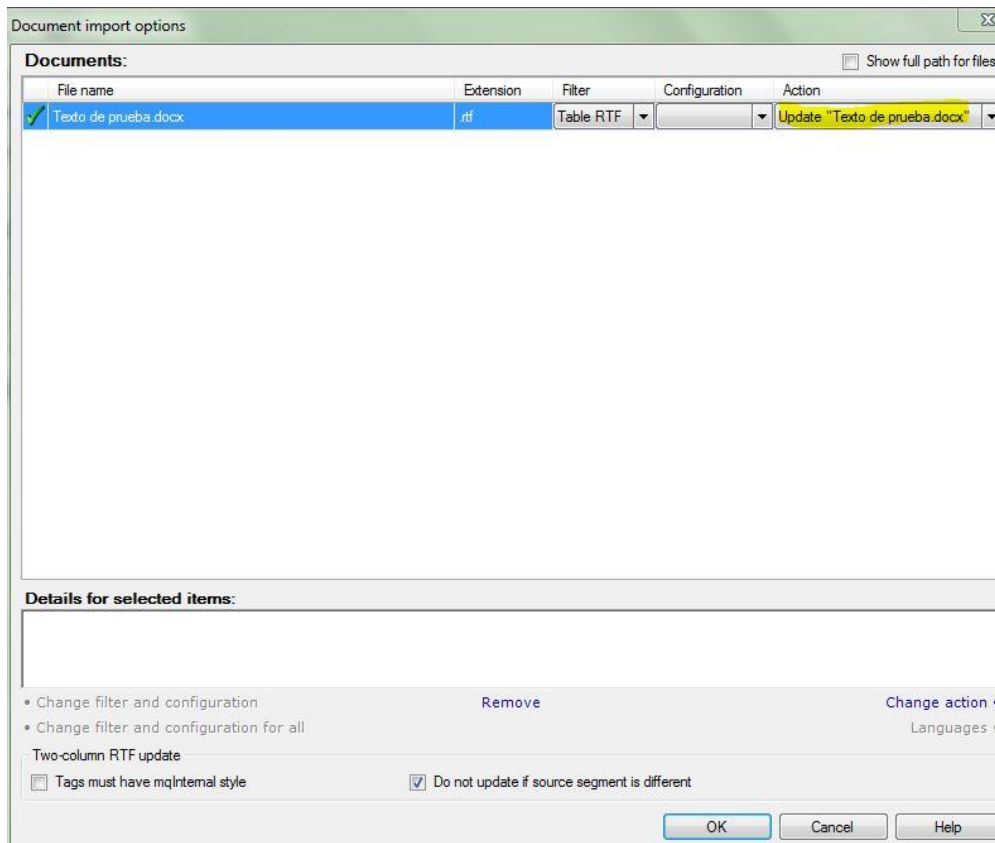 Document import options
Documents:
Show full path for files
File name Extension Filter Configuration Action
Texto de prueba.docx .rtf Table RTF Update "Texto de prueba.docx"
Details for selected items:
• Change filter and configuration Remove Change action •
• Change filter and configuration for all Languages •
Two-column RTF update
Tags must have mqInternal style Do not update if source segment is different
OK Cancel Help